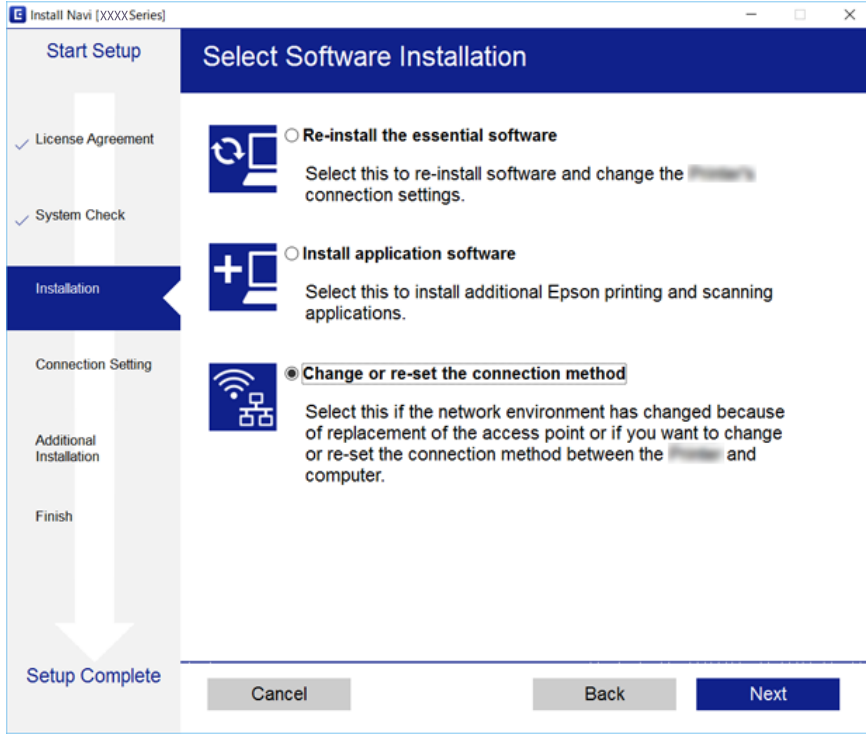 Install Navi [XXXX Series]
Start Setup
License Agreement
System Check
Installation
Connection Setting
Additional
Installation
Finish
Setup Complete
Select Software Installation
Re-install the essential software
Select this to re-install software and change the
connection settings.
Install application software
Select this to install additional Epson printing and scanning
applications.
Change or re-set the connection method
Select this if the network environment has changed because
of replacement of the access point or if you want to change
or re-set the connection method between the and
computer.
Cancel
Back
Next